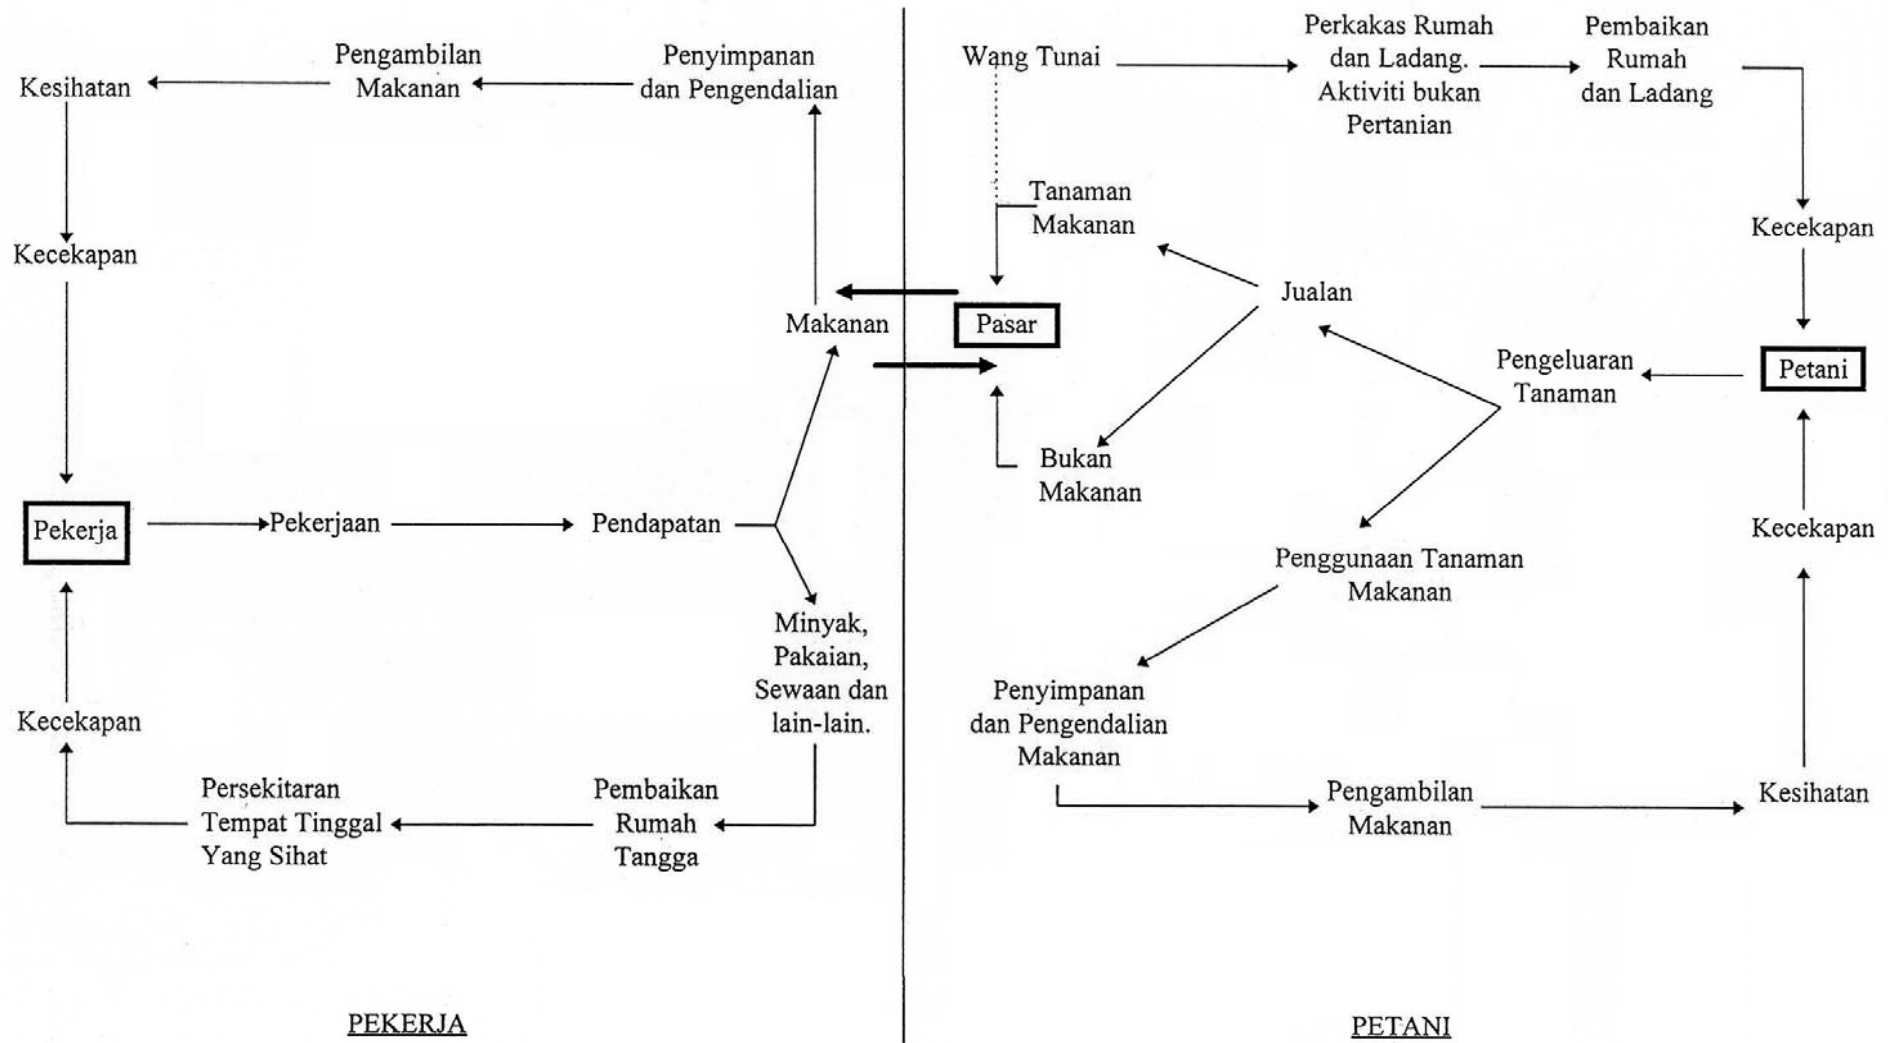 Pengambilan
Makanan
Penyimpanan
dan Pengendalian
Kesihatan
Kecekapan
Makanan
Pekerja
Pekerjaan
Pendapatan
Minyak,
Pakaian,
Sewaan dan
lain-lain.
Kecekapan
Persekitaran
Tempat Tinggal
Yang Sihat
Pembaikan
Rumah
Tangga
PEKERJA
Wang Tunai
Perkakas Rumah
dan Ladang.
Aktiviti bukan
Pertanian
Pembaikan
Rumah
dan Ladang
Tanaman
Makanan
Kecekapan
Jualan
Pasar
Pengeluaran
Tanaman
Petani
Bukan
Makanan
Kecekapan
Penggunaan Tanaman
Makanan
Penyimpanan
dan Pengendalian
Makanan
Pengambilan
Makanan
Kesihatan
PETANI